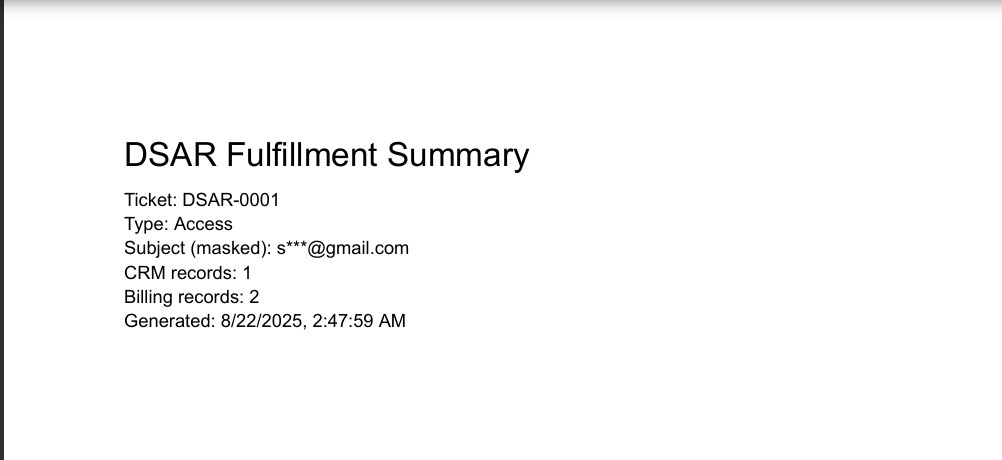 DSAR Fulfillment Summary
Ticket: DSAR-0001
Type: Access
Subject (masked): s***@gmail.com
CRM records: 1
Billing records: 2
Generated: 8/22/2025, 2:47:59 AM